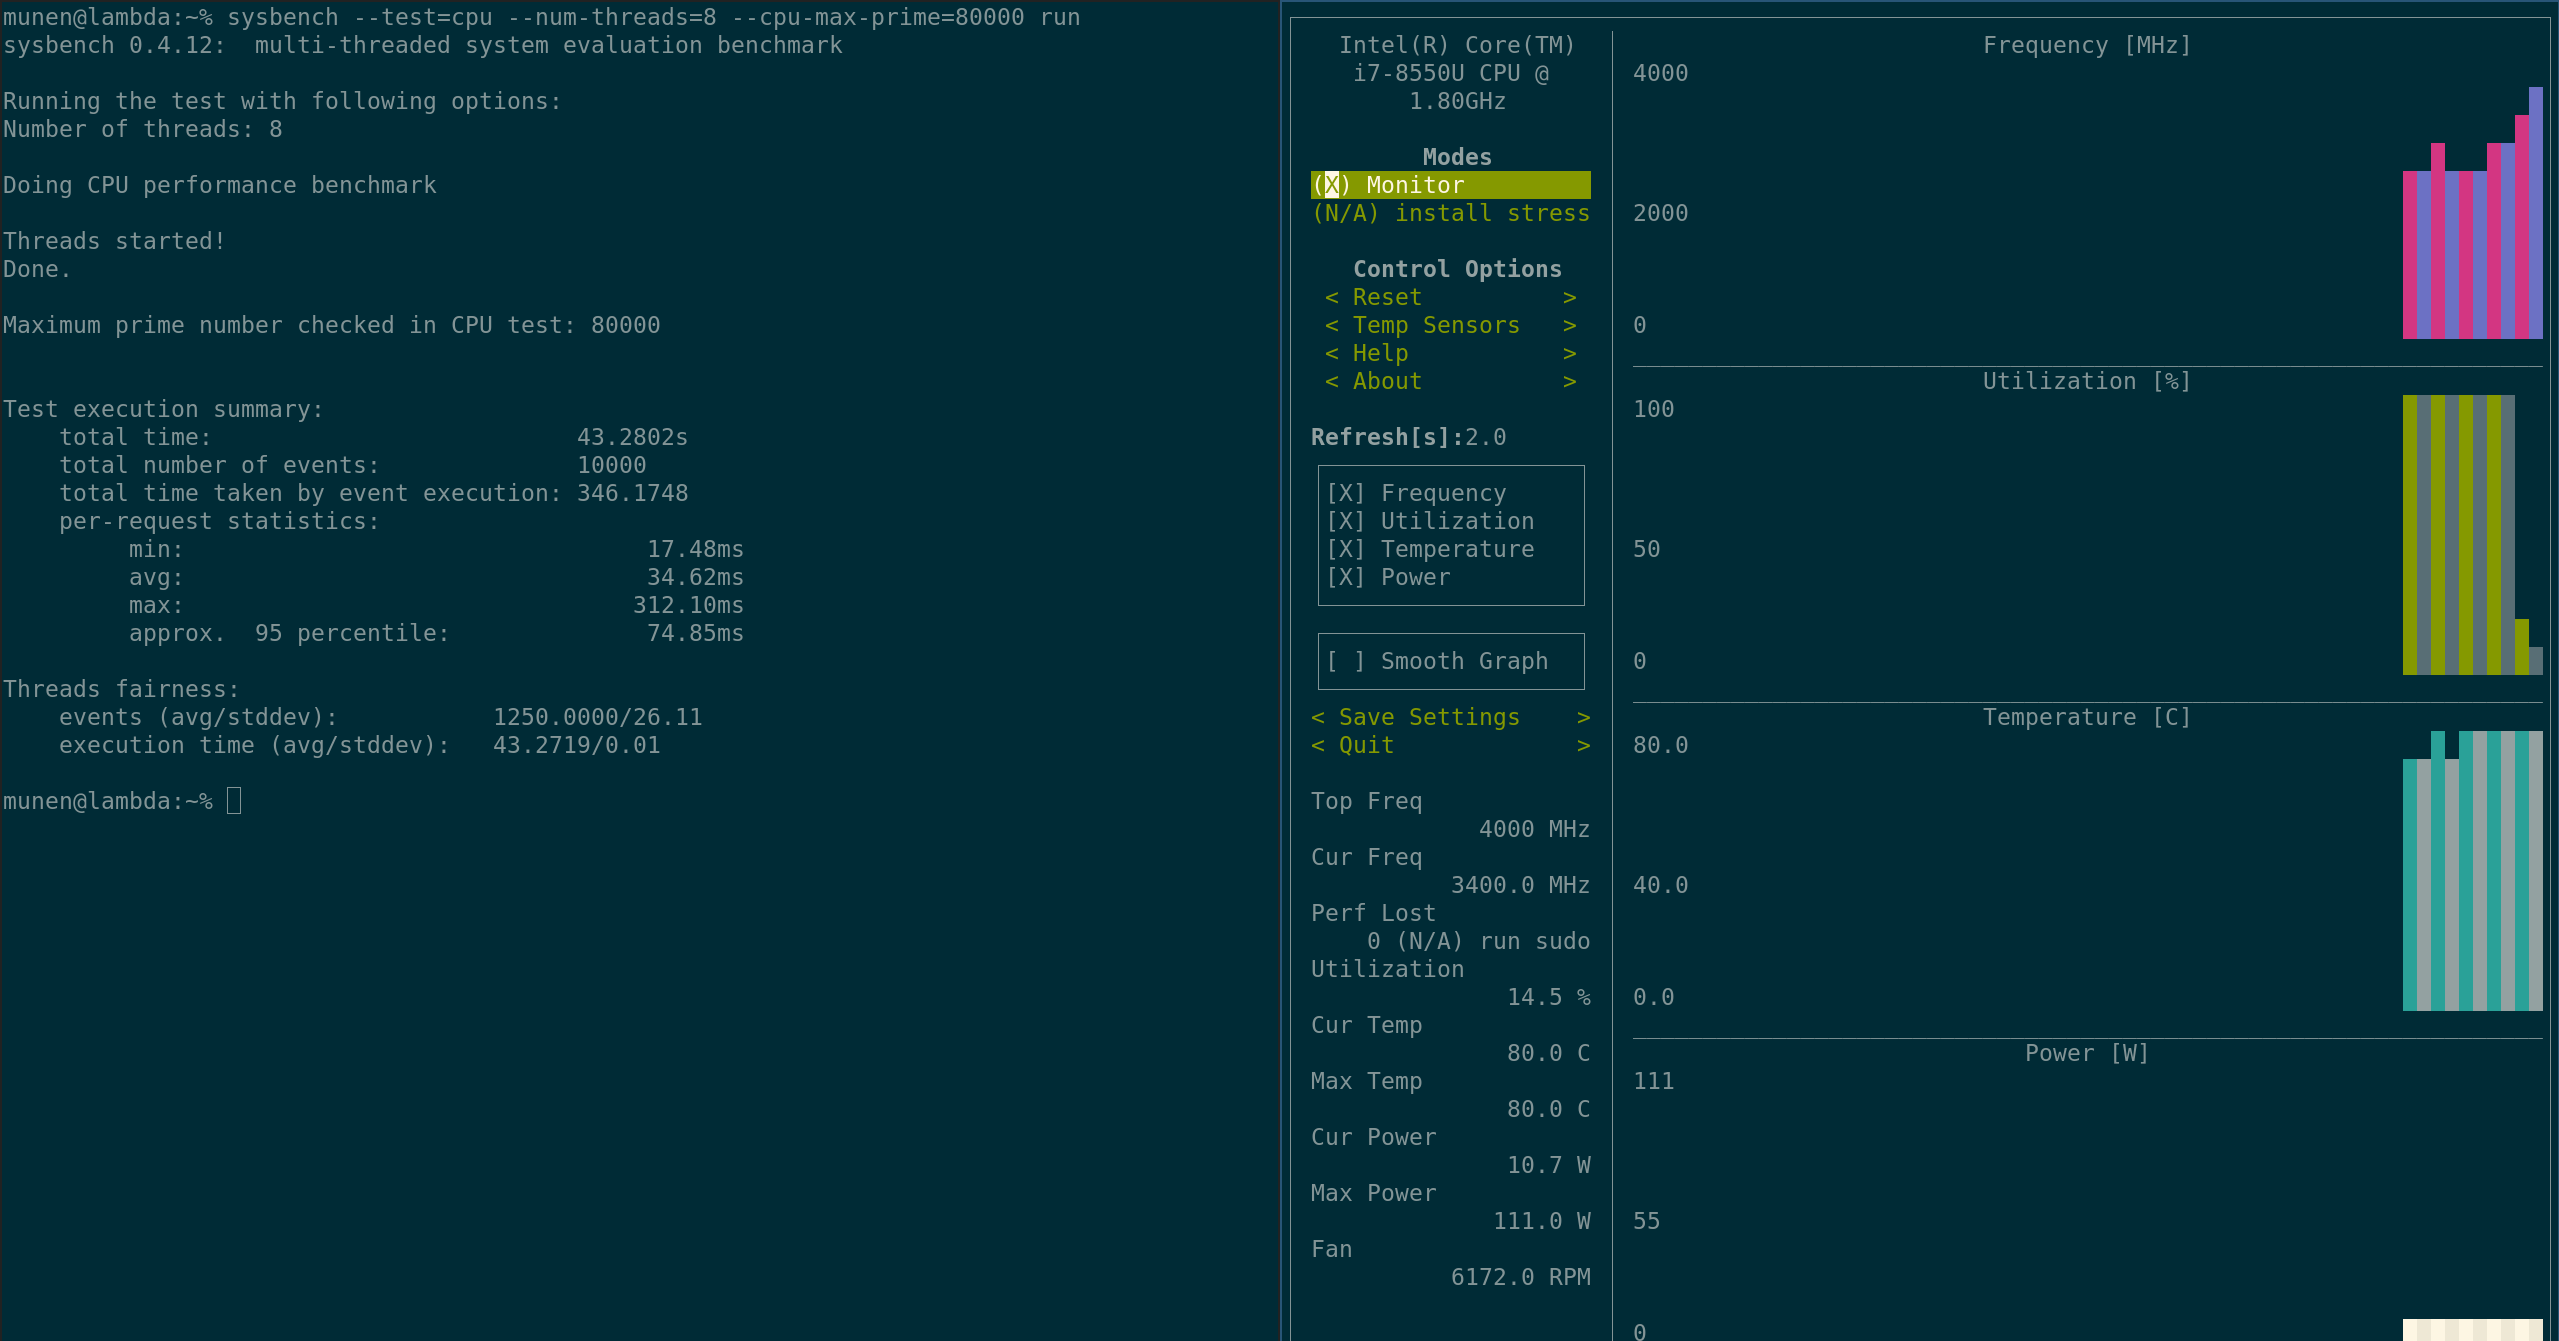 munen@lambda:~% sysbench --test=cpu --num-threads=8 --cpu-max-prime=80000 run
sysbench 0.4.12:  multi-threaded system evaluation benchmark

Running the test with following options:
Number of threads: 8

Doing CPU performance benchmark

Threads started!
Done.

Maximum prime number checked in CPU test: 80000

Test execution summary:
    total time:                          43.2802s
    total number of events:              10000
    total time taken by event execution: 346.1748
    per-request statistics:
         min:                                 17.48ms
         avg:                                 34.62ms
         max:                                312.10ms
         approx.  95 percentile:              74.85ms

Threads fairness:
    events (avg/stddev):           1250.0000/26.11
    execution time (avg/stddev):   43.2719/0.01

munen@lambda:~%
Intel(R) Core(TM)
i7-8550U CPU @
1.80GHz
Modes
(X) Monitor
(N/A) install stress
Control Options
< Reset          >
< Temp Sensors   >
< Help           >
< About          >
Refresh[s]:2.0
[X] Frequency
[X] Utilization
[X] Temperature
[X] Power
[ ] Smooth Graph
< Save Settings    >
< Quit             >
Top Freq
4000 MHz
Cur Freq
3400.0 MHz
Perf Lost
0 (N/A) run sudo
Utilization
14.5 %
Cur Temp
80.0 C
Max Temp
80.0 C
Cur Power
10.7 W
Max Power
111.0 W
Fan
6172.0 RPM
Frequency [MHz]
4000
2000
0
Utilization [%]
100
50
0
Temperature [C]
80.0
40.0
0.0
Power [W]
111
55
0